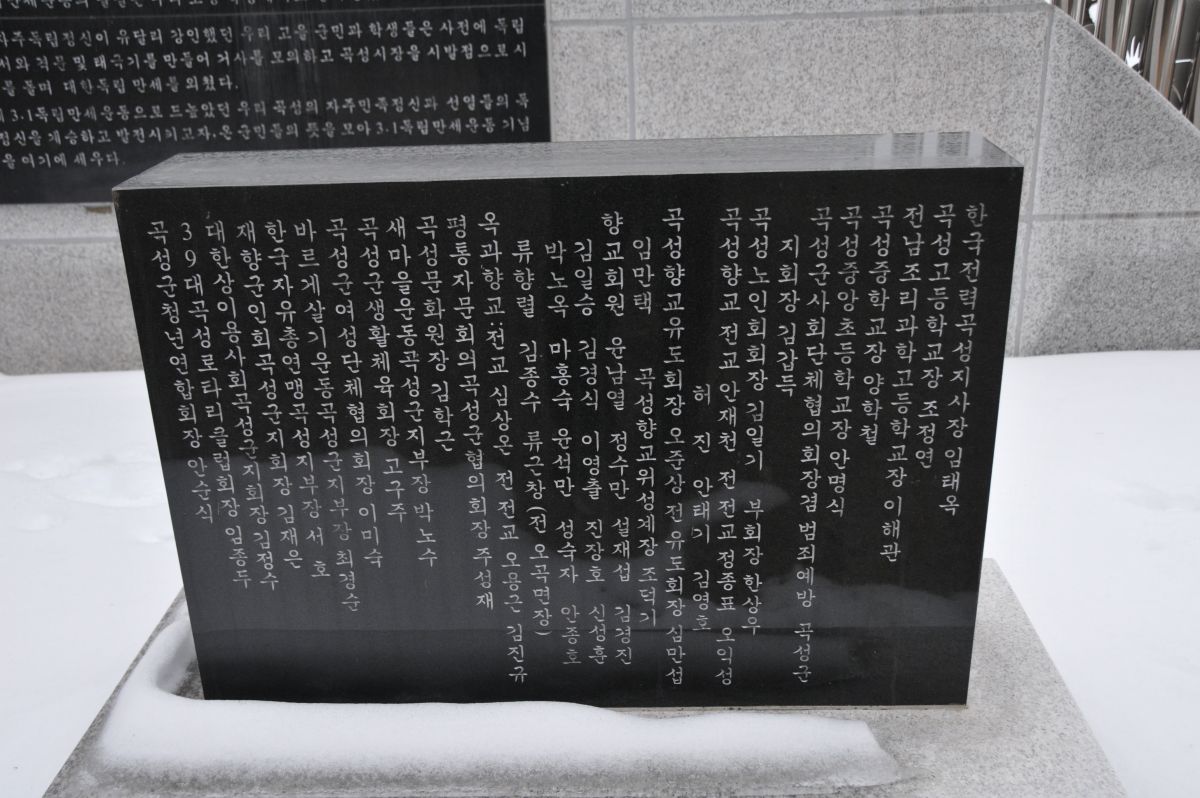 자주독립정신이 유달리 강인했던 우리 고을 군민과 학생들은 사전에 독립
서와 격문 및 태극기를 만들어 거사를 모의하고 곡성시장을 시발점으로 시
를 돌며 대한독립 만세를 외쳤다.
3.1독립만세운동으로 드높았던 우리 곡성의 자주민족정신과 선열들의 독
정신을 계승하고 발전시키고자 온 군민들의 뜻을 모아 3.1독립만세운동 기념
을 여기에 세우다.
한국전력곡성지사장 임태옥
곡성고등학교장 조정연
전남조리과학고등학교장 이해관
곡성중학교장 양학철
곡성중앙초등학교장 안명식
곡성군사회단체협의회장겸 범죄예방 곡성군
지회장 김갑득
곡성노인회회장 김일기 부회장 한상우
곡성향교 전교 안재천 전 전교 정종표 오익성
허 진 안태기 김영호
곡성향교유도회장 오준상 전 유도회장 심만섭
임만택 곡성향교위성계장 조덕기
향교회원 윤남열 정수만 설재섭 김경진
김일승 김경식 이영출 진장호 신성훈
박노옥 마흥숙 윤석만 성숙자 안종호
류향렬 김종수 류근창(전 오곡면장)
옥과향교:전교 심상온 전 전교 오용근 김진규
평통자문회의곡성군협의회장 주성재
곡성문화원장 김학근
새마을운동곡성군지부장 박노수
곡성군생활체육회장 고구주
곡성군여성단체협의회장 이미숙
바르게살기운동곡성군지부장 최경순
한국자유총연맹곡성지부장 서 호
재향군인회곡성군지회장 김재은
대한상이용사회곡성군지회장 김정수
39대곡성로타리클럽회장 임종두
곡성군청년연합회장 안순식